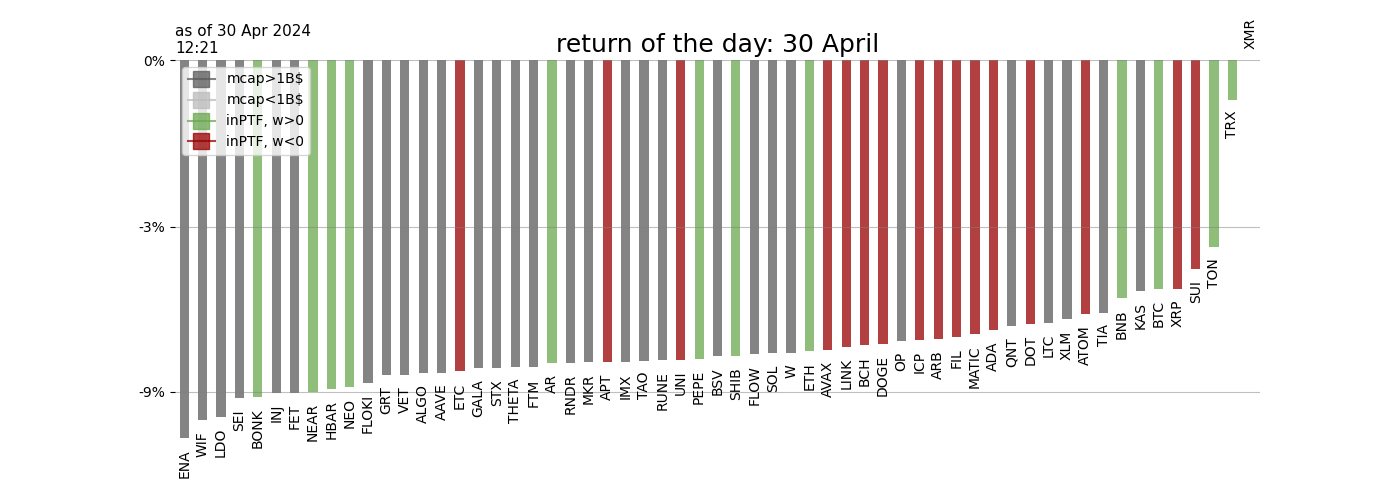 as of 30 Apr 2024
12:21
return of the day: 30 April
XMR
0%
mcap>1B$
mcap<1B$
inPTF, w>0
inPTF, w<0
-3%
-9%
ENA WIF LDO SEI BONK INJ FET NEAR HBAR NEO FLOKI GRT VET ALGO AAVE ETC GALA STX THETA FTM AR RNDR MKR APT IMX TAO RUNE UNI PEPE BSV SHIB FLOW SOL W ETH AVAX LINK BCH DOGE OP ICP ARB FIL MATIC ADA QNT DOT LTC XLM ATOM TIA BNB KAS BTC XRP SUI TON TRX